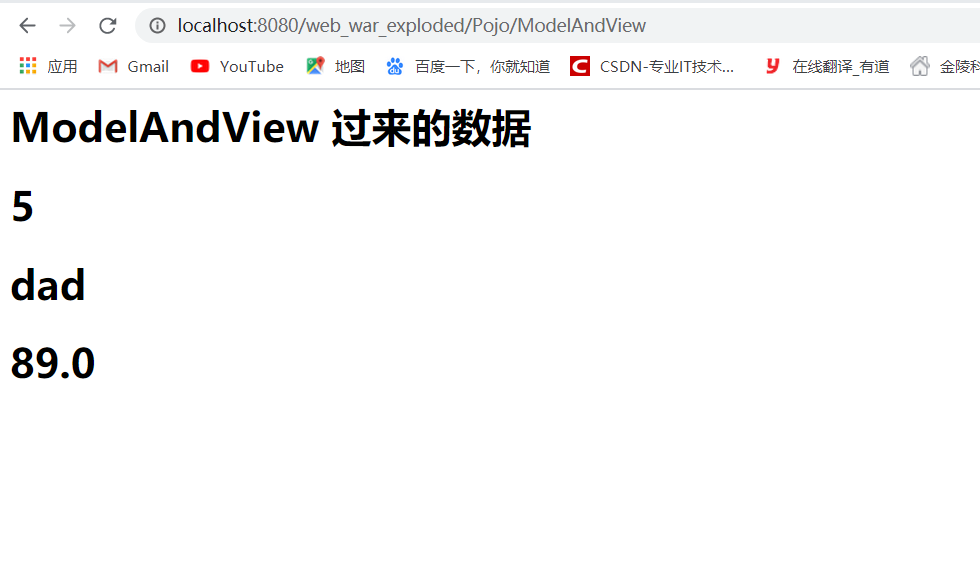 localhost:8080/web_war_exploded/Pojo/ModelAndView
应用 Gmail YouTube 地图 百度一下，你就知道 CSDN-专业IT技术... 在线翻译_有道 金陵科
ModelAndView 过来的数据
5
dad
89.0